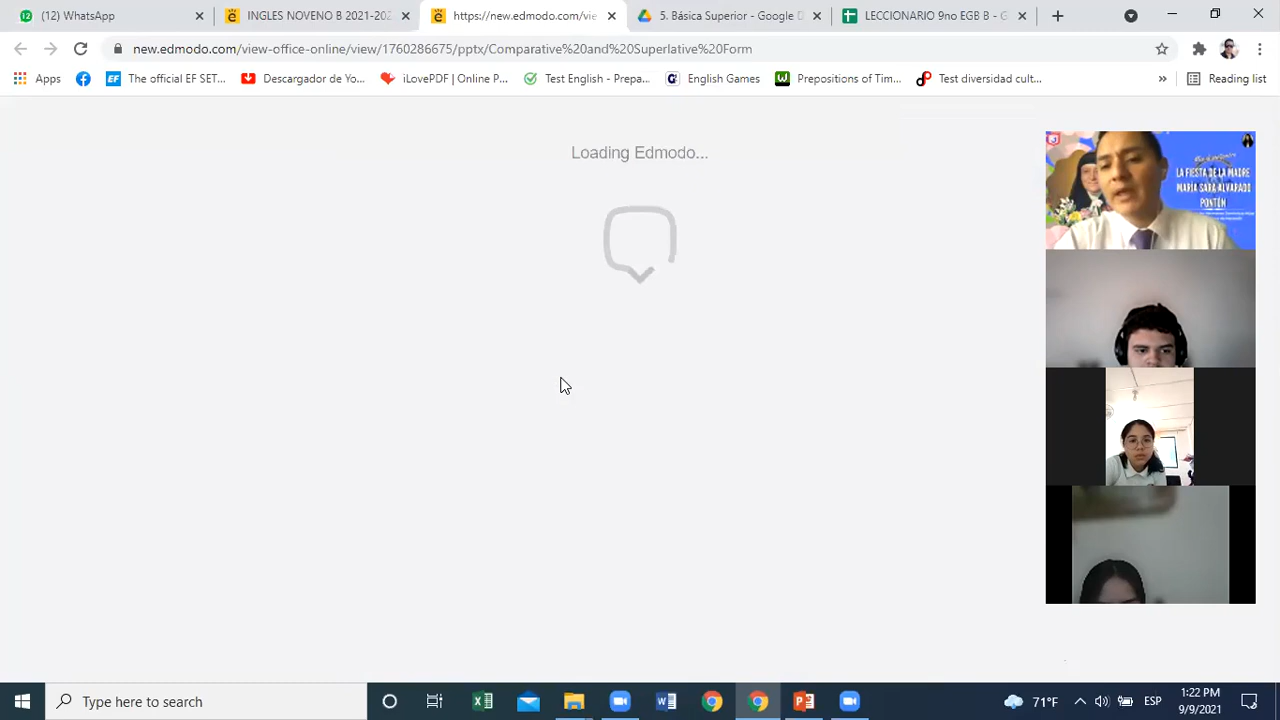 (12) WhatsApp
INGLES NOVENO B 2021-202
https://new.edmodo.com/vie
5. Básica Superior - Google D
LECCIONARIO 9no EGB B - G
new.edmodo.com/view-office-online/view/1760286675/pptx/Comparative%20and%20Superlative%20Form
Apps
The official EF SET...
Descargador de Yo...
iLovePDF | Online P...
Test English - Prepa...
English Games
Prepositions of Tim...
Test diversidad cult...
»
Reading list
Loading Edmodo...
LA FIESTA DE LA MADRE
MARÍA SARA ALVARADO
PONTÓN
Type here to search
71°F
ESP
1:22 PM
9/9/2021